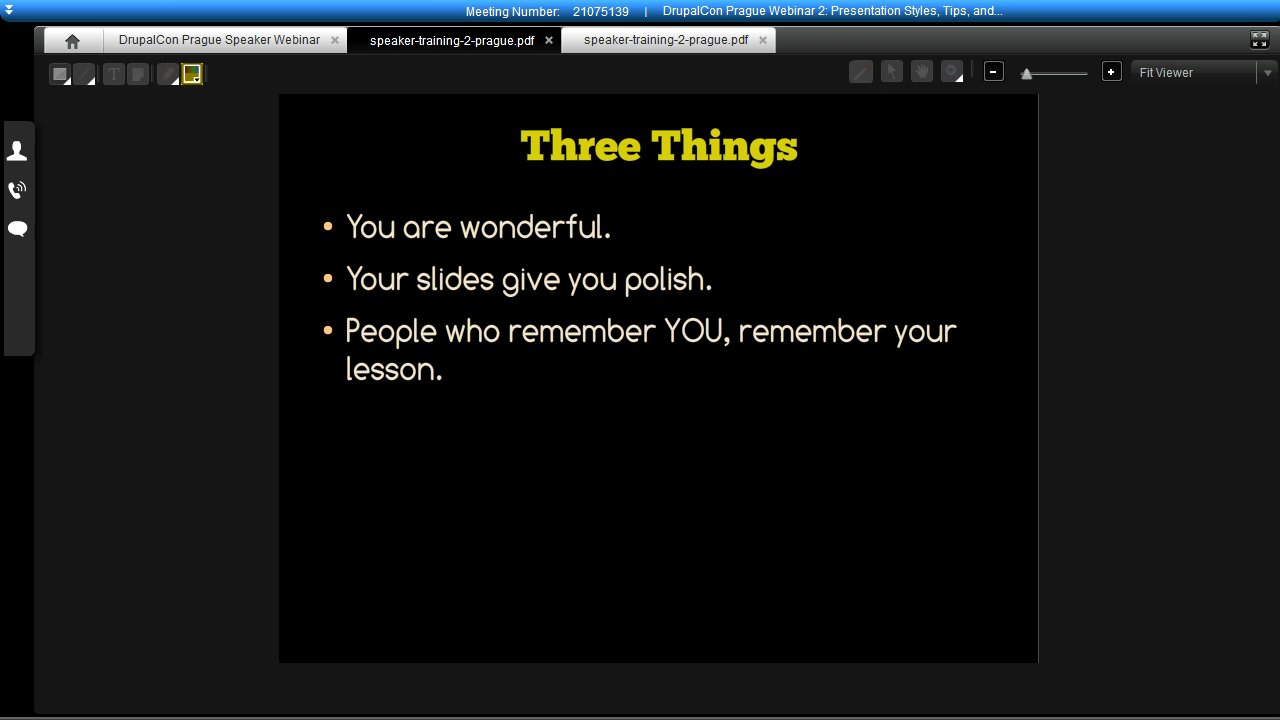 Meeting Number: 21075139 | DrupalCon Prague Webinar 2: Presentation Styles, Tips, and...
DrupalCon Prague Speaker Webinar
speaker-training-2-prague.pdf
speaker-training-2-prague.pdf
T
Fit Viewer
Three Things
• You are wonderful.
• Your slides give you polish.
• People who remember YOU, remember your
lesson.